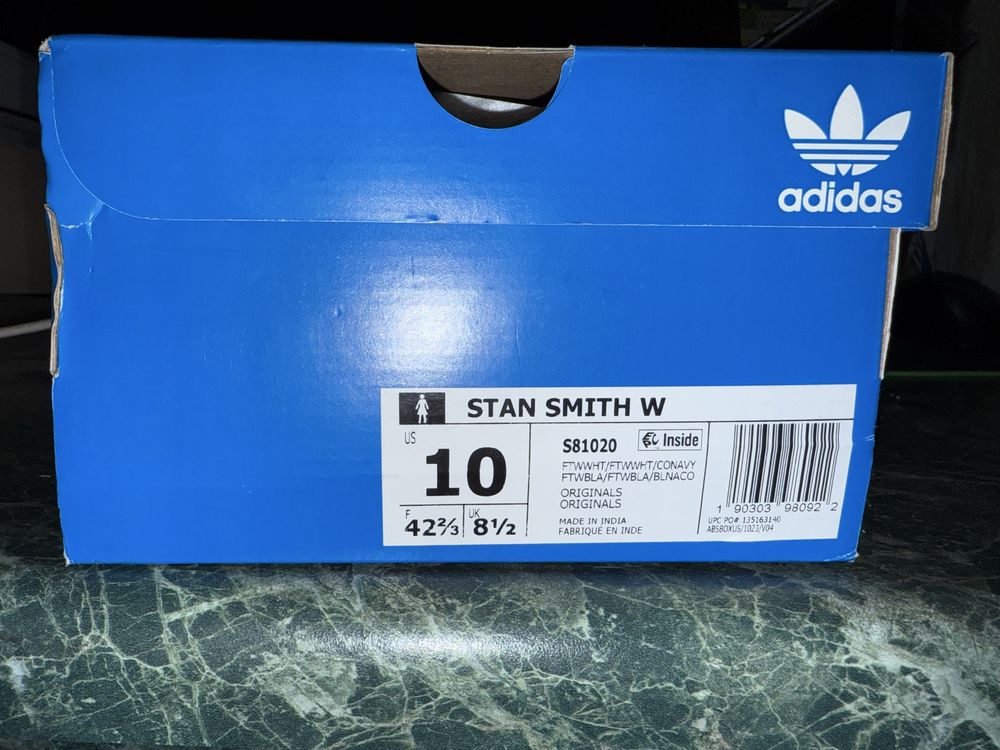 adidas
STAN SMITH W
US
10
F
42⅔
UK
8½
S81020
Inside
FTWWHT/FTWWHT/CONAVY
FTWBLA/FTWBLA/BLNACO
ORIGINALS
ORIGINALS
MADE IN INDIA
FABRIQUE EN INDE
1 90303 98092 2
UPC PO# 135163140
ABSBOXUS/1023/V04